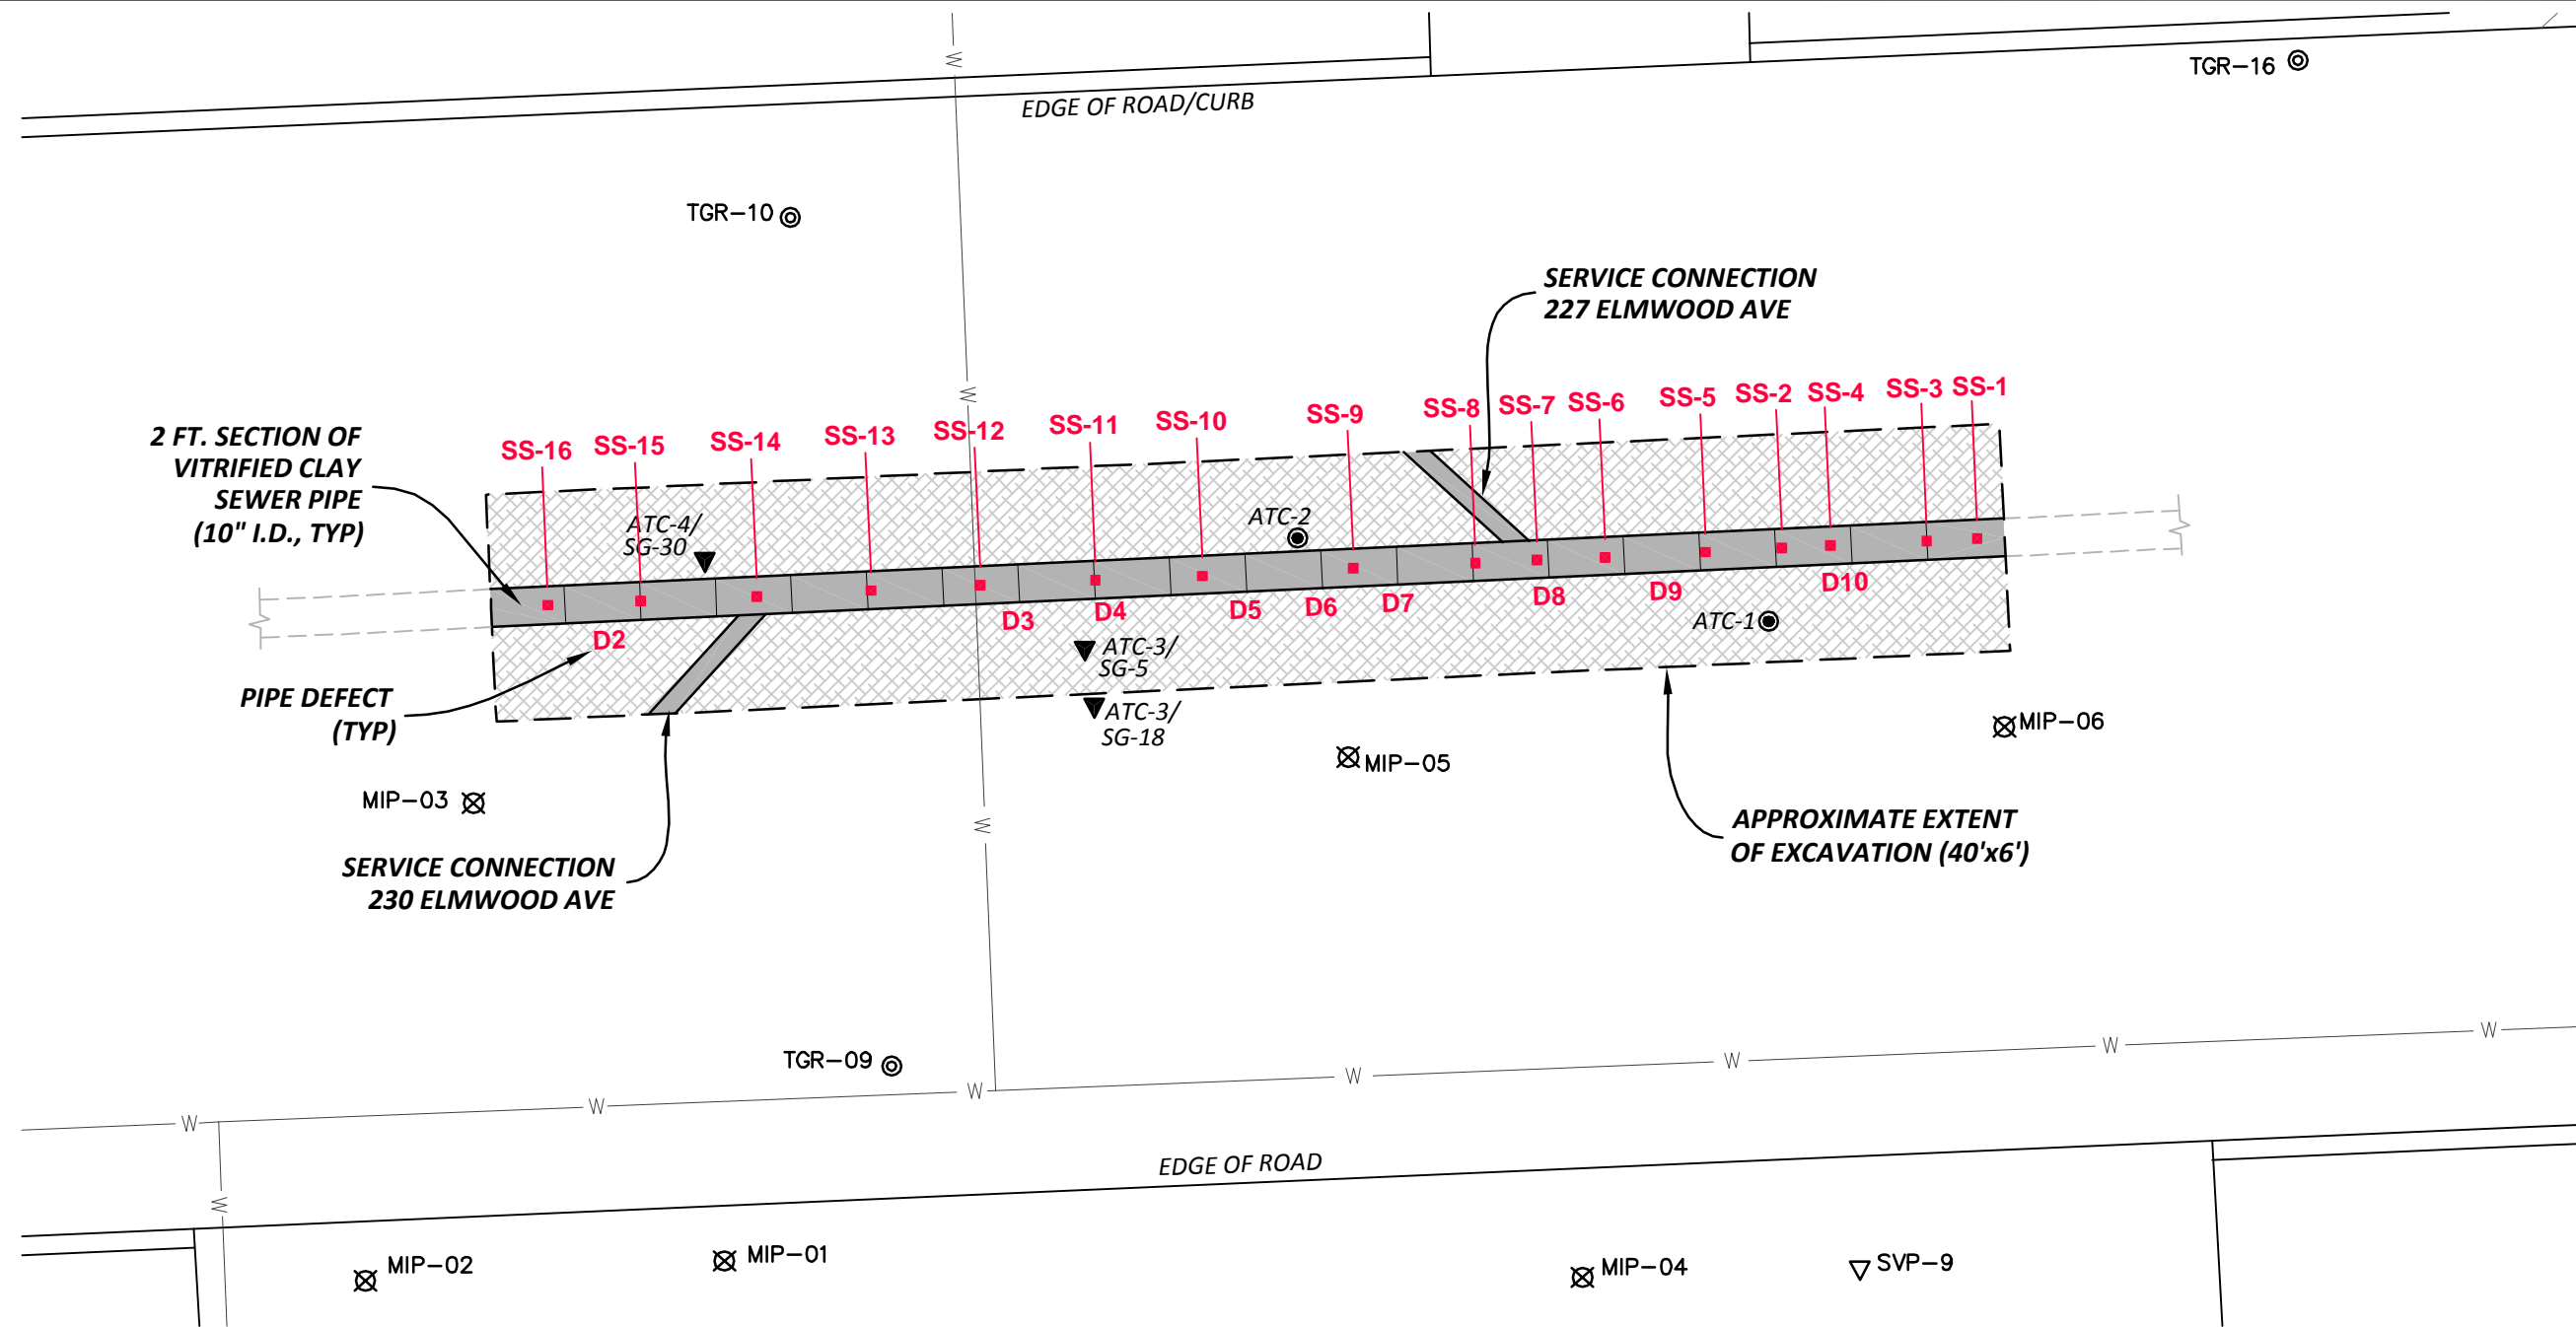 W
TGR-16
EDGE OF ROAD/CURB
TGR-10
SERVICE CONNECTION
227 ELMWOOD AVE
W
SS-16 SS-15 SS-14 SS-13 SS-12 SS-11 SS-10 SS-9 SS-8 SS-7 SS-6 SS-5 SS-2 SS-4 SS-3 SS-1
2 FT. SECTION OF
VITRIFIED CLAY
SEWER PIPE
(10" I.D., TYP)
ATC-4/
SG-30
ATC-2
D2 D3 D4 D5 D6 D7 D8 D9 D10
ATC-1
ATC-3/
SG-5
PIPE DEFECT
(TYP)
ATC-3/
SG-18
MIP-06
MIP-05
MIP-03
W
APPROXIMATE EXTENT
OF EXCAVATION (40'x6')
SERVICE CONNECTION
230 ELMWOOD AVE
TGR-09
W W W W W W W
EDGE OF ROAD
W
MIP-02
MIP-01
MIP-04
SVP-9